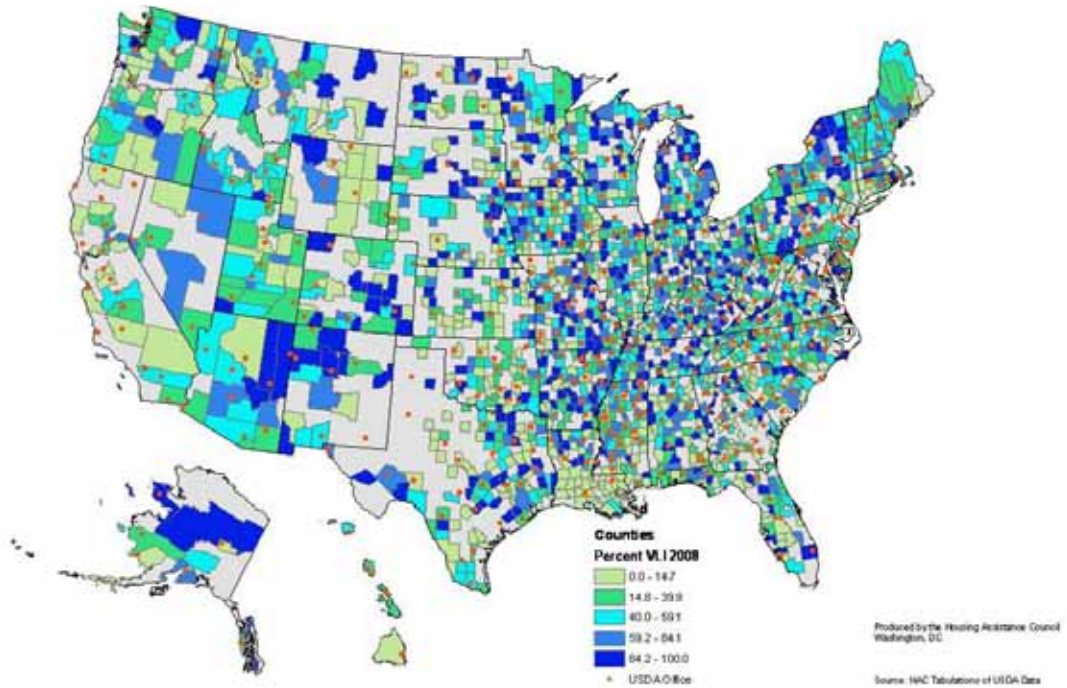 Counties
Percent VLI 2008
0.0 - 14.7
14.8 - 39.9
40.0 - 59.1
59.2 - 84.1
84.2 - 100.0
USDA Office
Produced by the Housing Assistance Council
Washington, DC
Source: HAC Tabulations of USDA Data